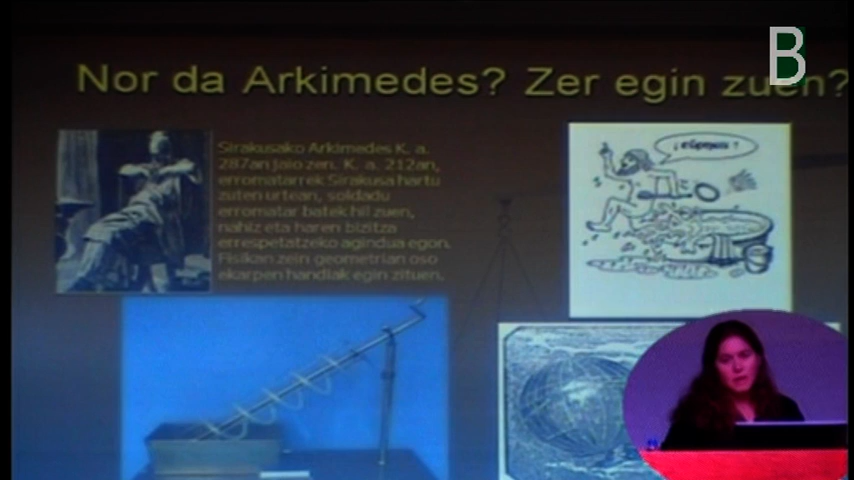 B
Nor da Arkimedes? Zer egin zuen?
Sirakusako Arkimedes K. a.
287an jaio zen. K. a. 212an,
erromatarrek Sirakusa hartu
zuten urtean, soldadu
erromatar batek hil zuen,
nahiz eta haren bizitza
errespetatzeko agindua egon.
Fisikan zein geometrian oso
ekarpen handiak egin zituen.